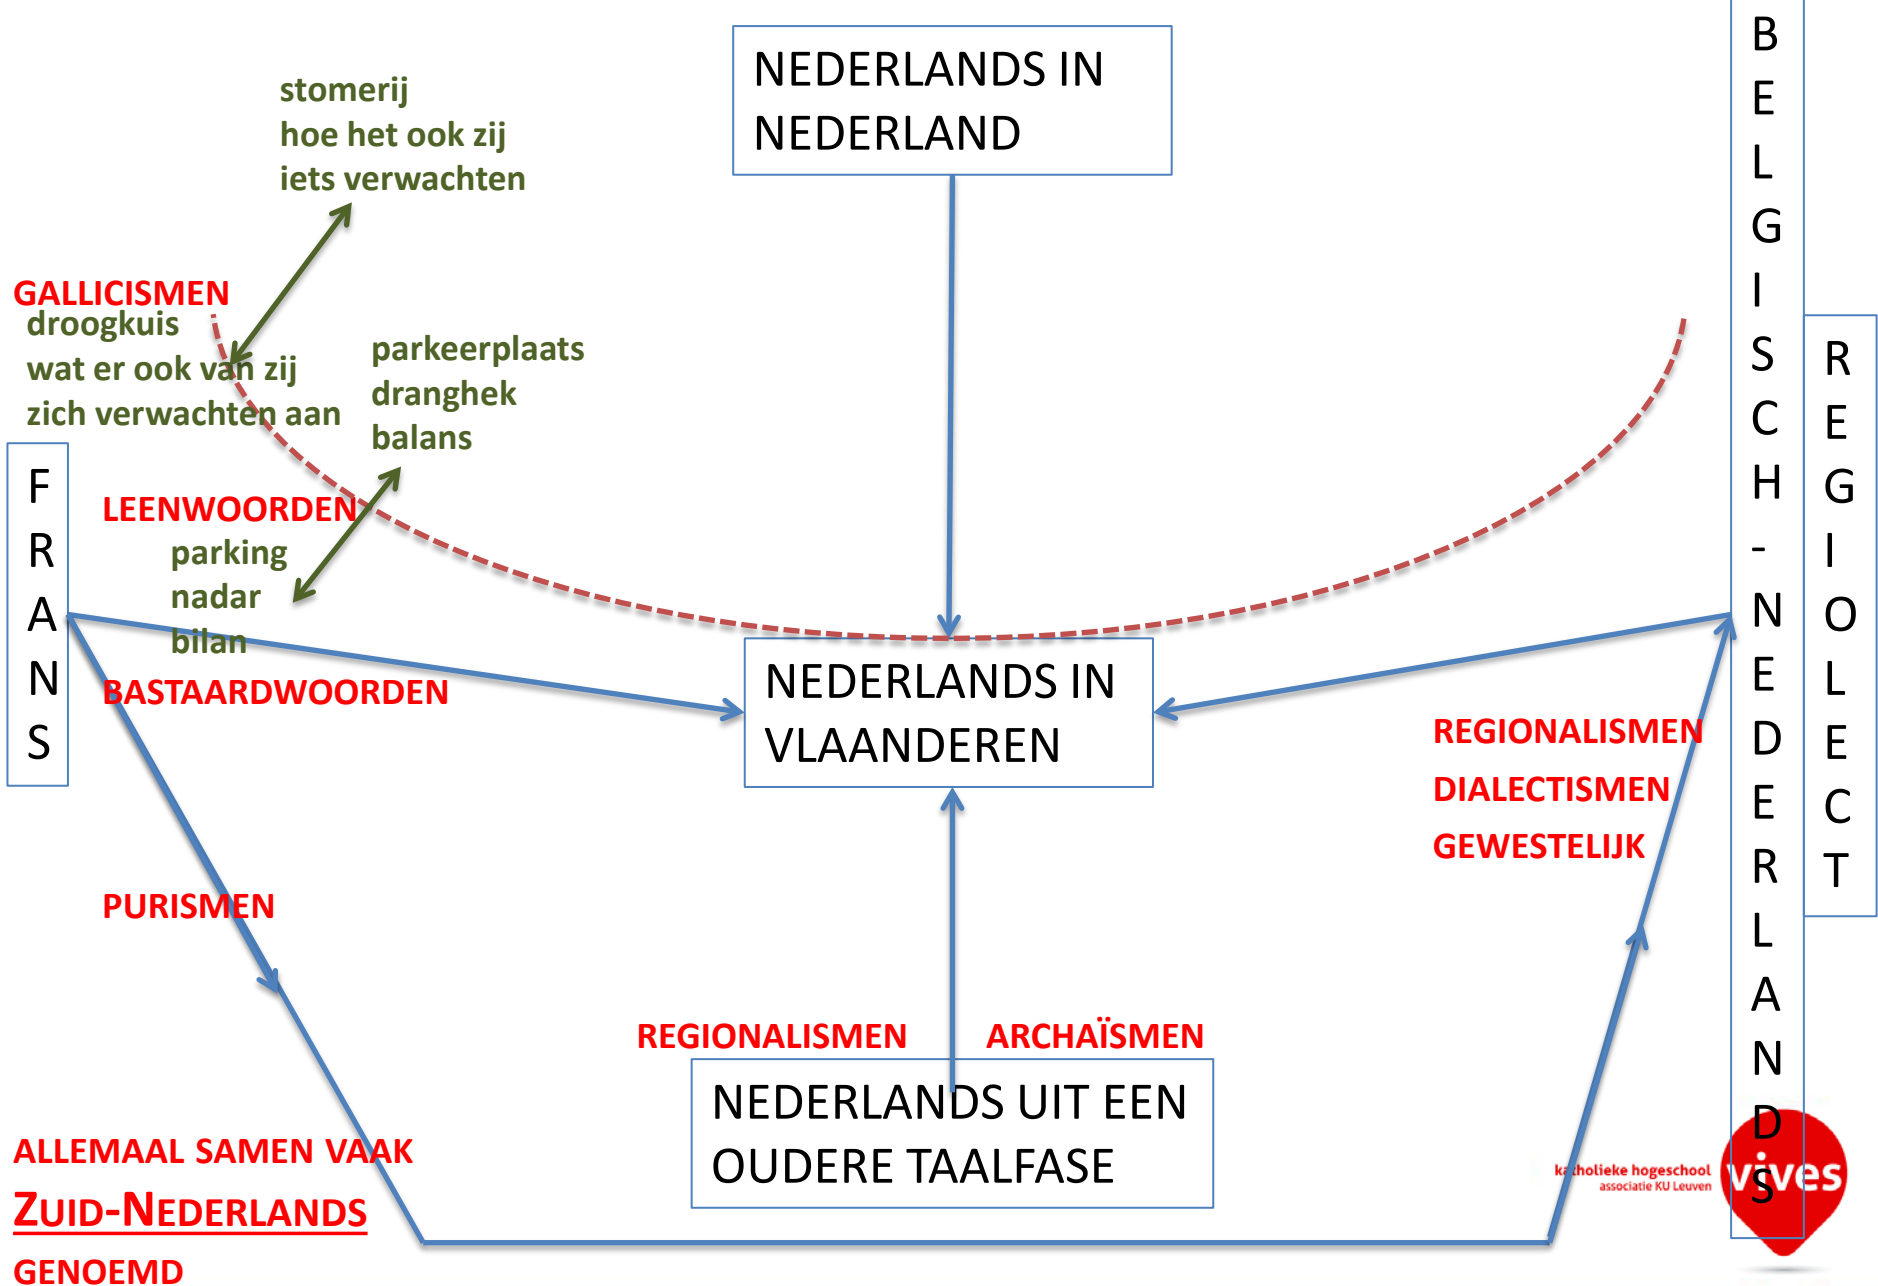 NEDERLANDS IN
NEDERLAND
stomerij
hoe het ook zij
iets verwachten
GALLICISMEN
droogkuis
wat er ook van zij
zich verwachten aan
parkeerplaats
dranghek
balans
FRANS
LEENWOORDEN
parking
nadar
bilan
BASTAARDWOORDEN
NEDERLANDS IN
VLAANDEREN
BELGISCH-NEDERLANDS
REGIOLECT
REGIONALISMEN
DIALECTISMEN
GEWESTELIJK
PURISMEN
REGIONALISMEN
ARCHAÏSMEN
NEDERLANDS UIT EEN
OUDERE TAALFASE
ALLEMAAL SAMEN VAAK
ZUID-NEDERLANDS
GENOEMD
katholieke hogeschool
associatie KU Leuven
vives